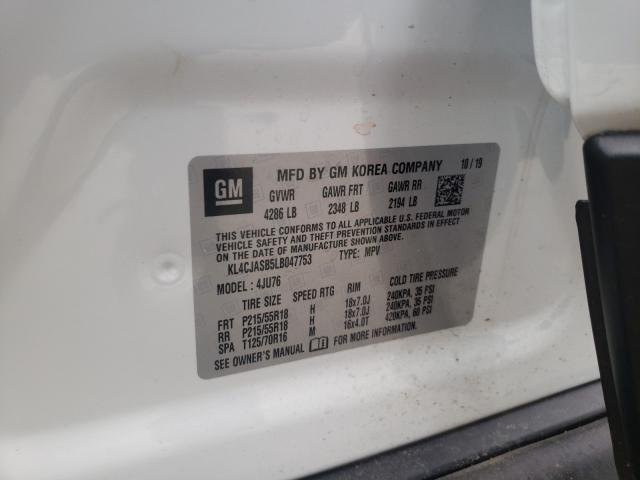 GM MFD BY GM KOREA COMPANY 10/19
GVWR GAWR FRT GAWR RR
4286 LB 2348 LB 2194 LB
THIS VEHICLE CONFORMS TO ALL APPLICABLE U.S. FEDERAL MOTOR
VEHICLE SAFETY AND THEFT PREVENTION STANDARDS IN EFFECT
ON THE DATE OF MANUFACTURE SHOWN ABOVE.
KL4CJASB5LB047753 TYPE: MPV
MODEL: 4JU76
TIRE SIZE SPEED RTG RIM COLD TIRE PRESSURE
FRT P215/55R18 H 18x7.0J 240KPA, 35 PSI
RR P215/55R18 H 18x7.0J 240KPA, 35 PSI
SPA T125/70R16 M 16x4.0T 420KPA, 60 PSI
SEE OWNER'S MANUAL FOR MORE INFORMATION